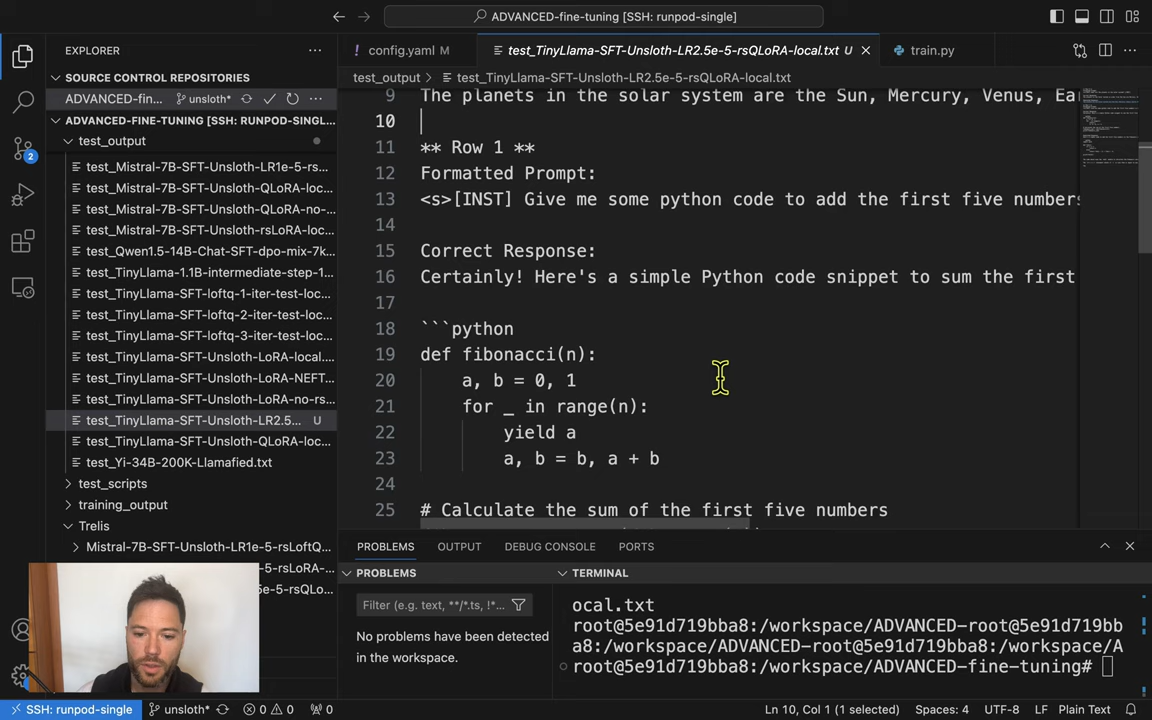 ADVANCED-fine-tuning [SSH: runpod-single]
EXPLORER
SOURCE CONTROL REPOSITORIES
ADVANCED-fin... unsloth*
ADVANCED-FINE-TUNING [SSH: RUNPOD-SINGL...
test_output
test_Mistral-7B-SFT-Unsloth-LR1e-5-rs...
test_Mistral-7B-SFT-Unsloth-QLoRA-loc...
test_Mistral-7B-SFT-Unsloth-QLoRA-no-...
test_Mistral-7B-SFT-Unsloth-rsLoRA-loc...
test_Qwen1.5-14B-Chat-SFT-dpo-mix-7k...
test_TinyLlama-1.1B-intermediate-step-1...
test_TinyLlama-SFT-loftq-1-iter-test-loc...
test_TinyLlama-SFT-loftq-2-iter-test-loc...
test_TinyLlama-SFT-loftq-3-iter-test-loc...
test_TinyLlama-SFT-Unsloth-LoRA-local....
test_TinyLlama-SFT-Unsloth-LoRA-NEFT...
test_TinyLlama-SFT-Unsloth-LoRA-no-rs...
test_TinyLlama-SFT-Unsloth-LR2.5... U
test_TinyLlama-SFT-Unsloth-QLoRA-loc...
test_Yi-34B-200K-Llamafied.txt
test_scripts
training_output
Trelis
Mistral-7B-SFT-Unsloth-LR1e-5-rsLoftQ...
rsLoRA-...
5e-5-rsQLo...
2
config.yaml M
test_TinyLlama-SFT-Unsloth-LR2.5e-5-rsQLoRA-local.txt U
train.py
test_output > test_TinyLlama-SFT-Unsloth-LR2.5e-5-rsQLoRA-local.txt
9 The planets in the solar system are the Sun, Mercury, Venus, Ea
10
11 ** Row 1 **
12 Formatted Prompt:
13 <s>[INST] Give me some python code to add the first five numbers
14
15 Correct Response:
16 Certainly! Here's a simple Python code snippet to sum the first
17
18 ```python
19 def fibonacci(n):
20 a, b = 0, 1
21 for _ in range(n):
22 yield a
23 a, b = b, a + b
24
25 # Calculate the sum of the first five numbers
PROBLEMS OUTPUT DEBUG CONSOLE PORTS
PROBLEMS
Filter (e.g. text, **/*.ts, !*...
No problems have been detected
in the workspace.
TERMINAL
ocal.txt
root@5e91d719bba8:/workspace/ADVANCED-root@5e91d719bb
ba8:/workspace/ADVANCED-root@5e91d719bba8:/workspace/A
root@5e91d719bba8:/workspace/ADVANCED-fine-tuning#
SSH: runpod-single unsloth* 0 0 0 Ln 10, Col 1 (1 selected) Spaces: 4 UTF-8 LF Plain Text